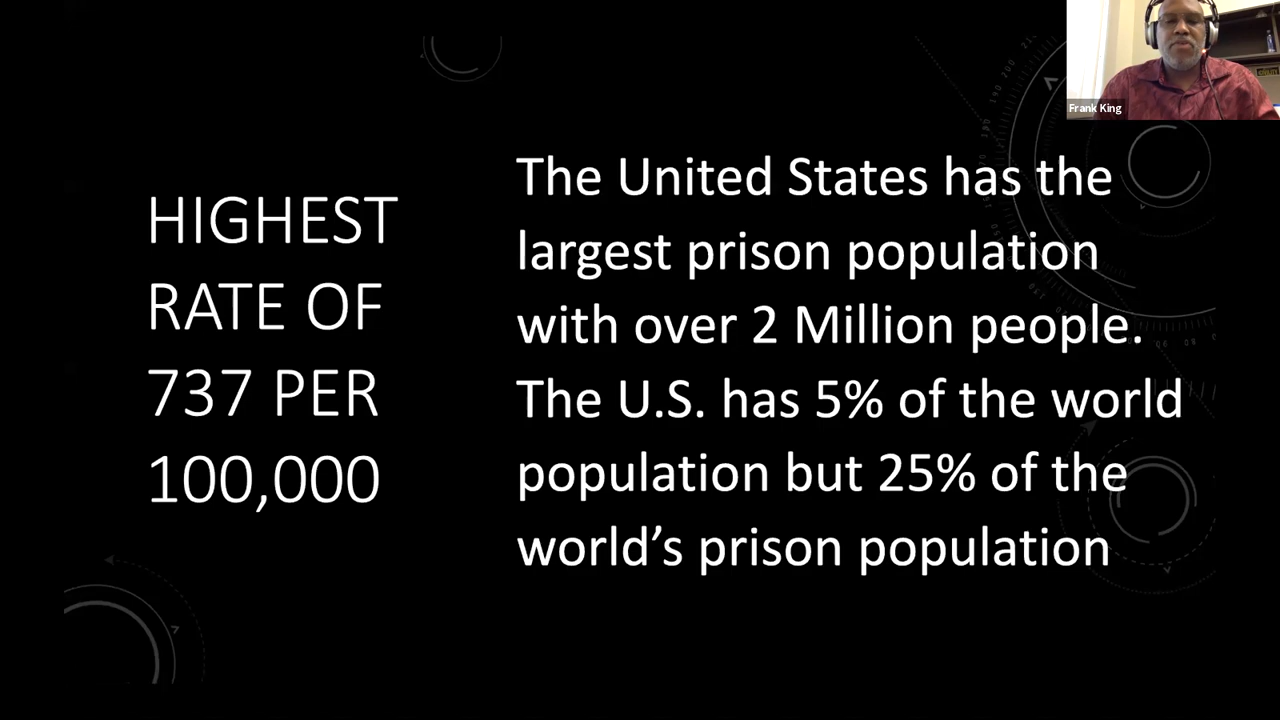 Frank King
HIGHEST
RATE OF
737 PER
100,000
The United States has the
largest prison population
with over 2 Million people.
The U.S. has 5% of the world
population but 25% of the
world's prison population